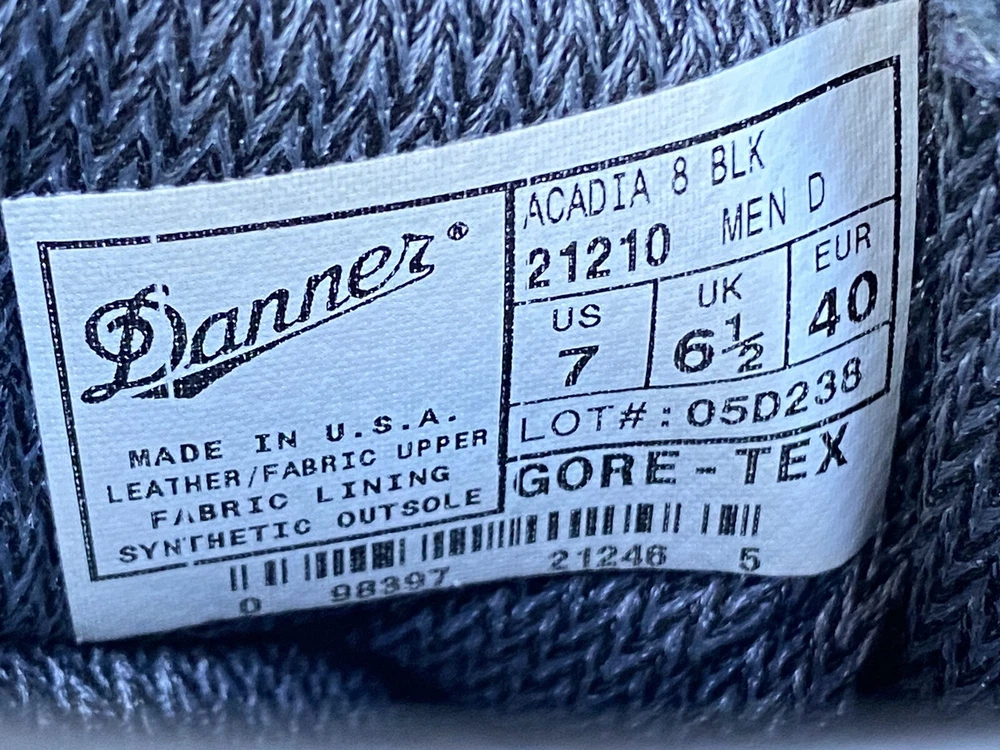 Danner®
MADE IN U.S.A.
LEATHER/FABRIC UPPER
FABRIC LINING
SYNTHETIC OUTSOLE
ACADIA 8 BLK
21210 MEN D
US UK EUR
7 6½ 40
LOT#: 05D238
GORE-TEX
0 98397 21246 5